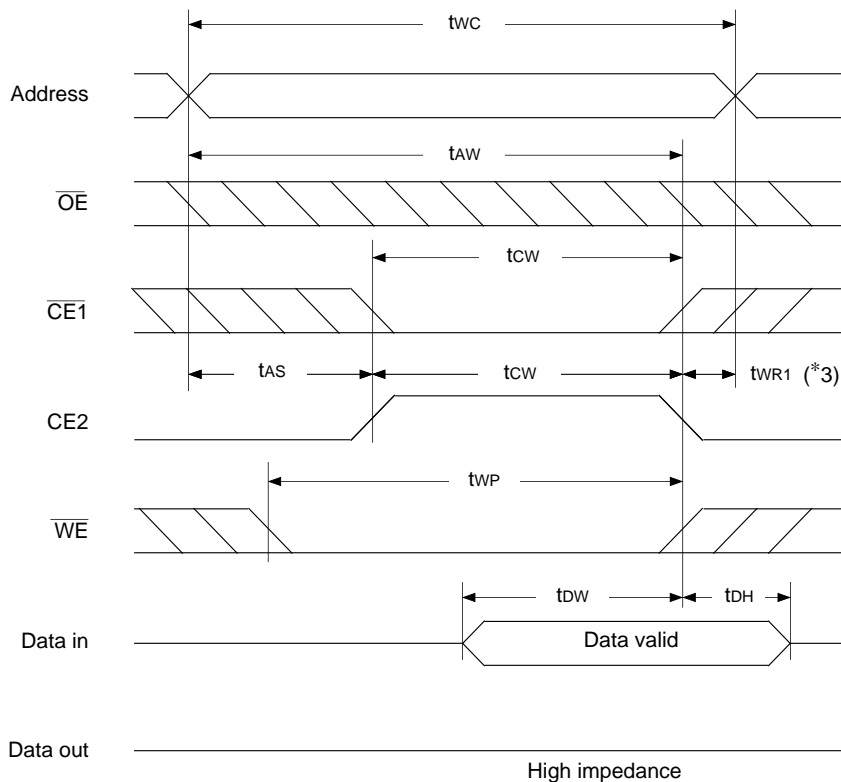 tWC
Address
tAW
OE
tCW
CE1
tAS
tCW
tWR1 (*3)
CE2
tWP
WE
tDW
tDH
Data in
Data valid
Data out
High impedance